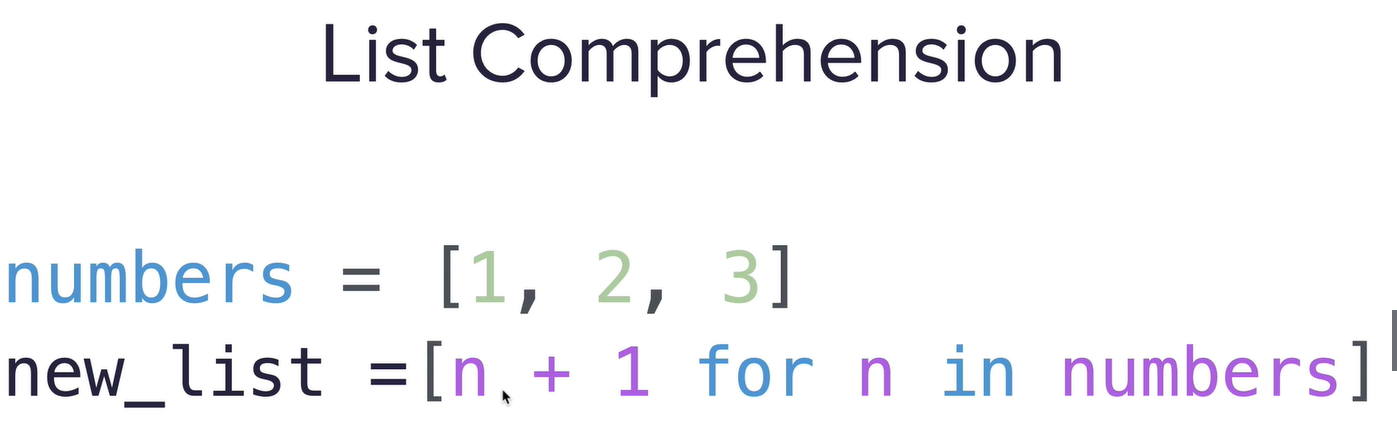 List Comprehension
numbers = [1, 2, 3]
new_list =[n + 1 for n in numbers]